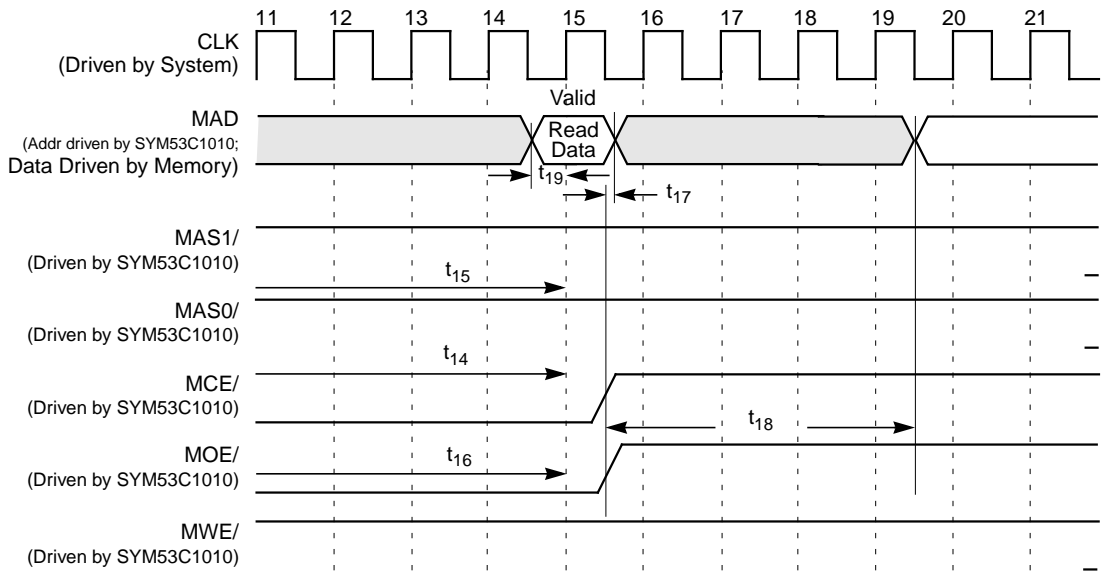 11 12 13 14 15 16 17 18 19 20 21
CLK
(Driven by System)
Valid
MAD
(Addr driven by SYM53C1010;
Data Driven by Memory)
Read
Data
t19
t17
MAS1/
(Driven by SYM53C1010)
t15
MAS0/
(Driven by SYM53C1010)
t14
MCE/
(Driven by SYM53C1010)
t18
MOE/
(Driven by SYM53C1010)
t16
MWE/
(Driven by SYM53C1010)